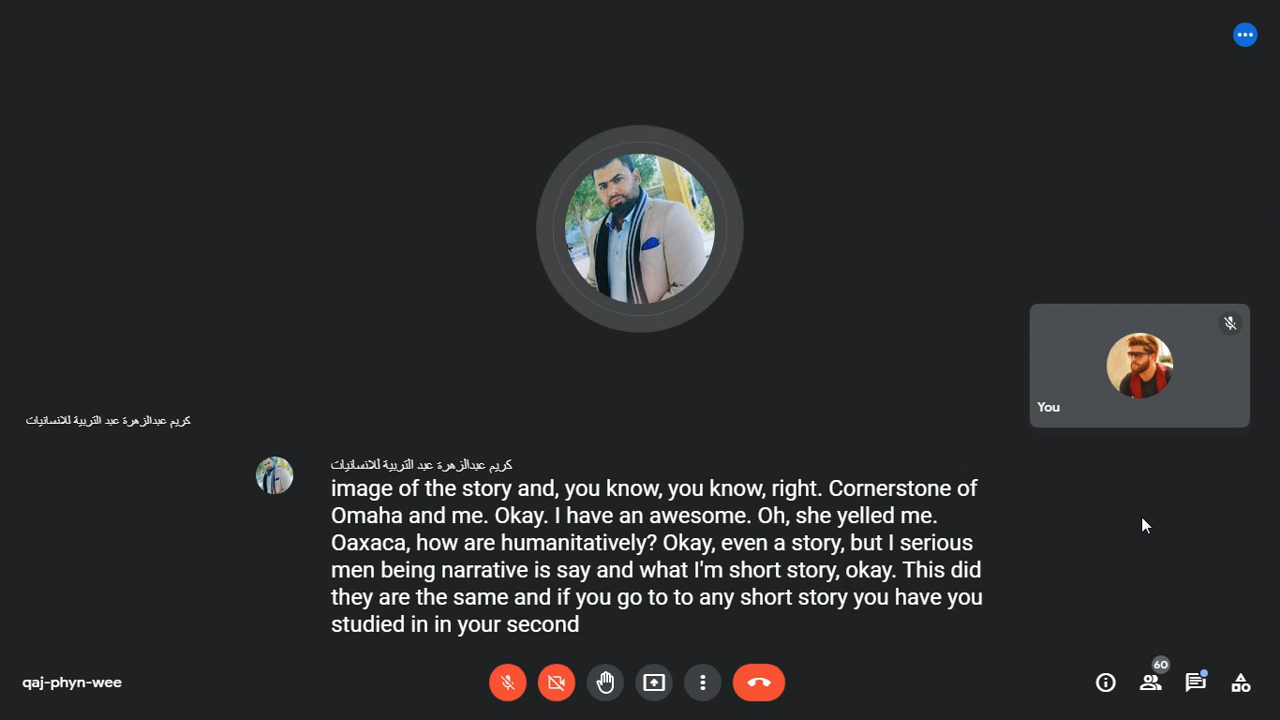 You
كريم عبدالزهرة عبد التربية للانسانيات
كريم عبدالزهرة عبد التربية للانسانيات
image of the story and, you know, you know, right. Cornerstone of
Omaha and me. Okay. I have an awesome. Oh, she yelled me.
Oaxaca, how are humanitatively? Okay, even a story, but I serious
men being narrative is say and what I'm short story, okay. This did
they are the same and if you go to to any short story you have you
studied in in your second
qaj-phyn-wee
60